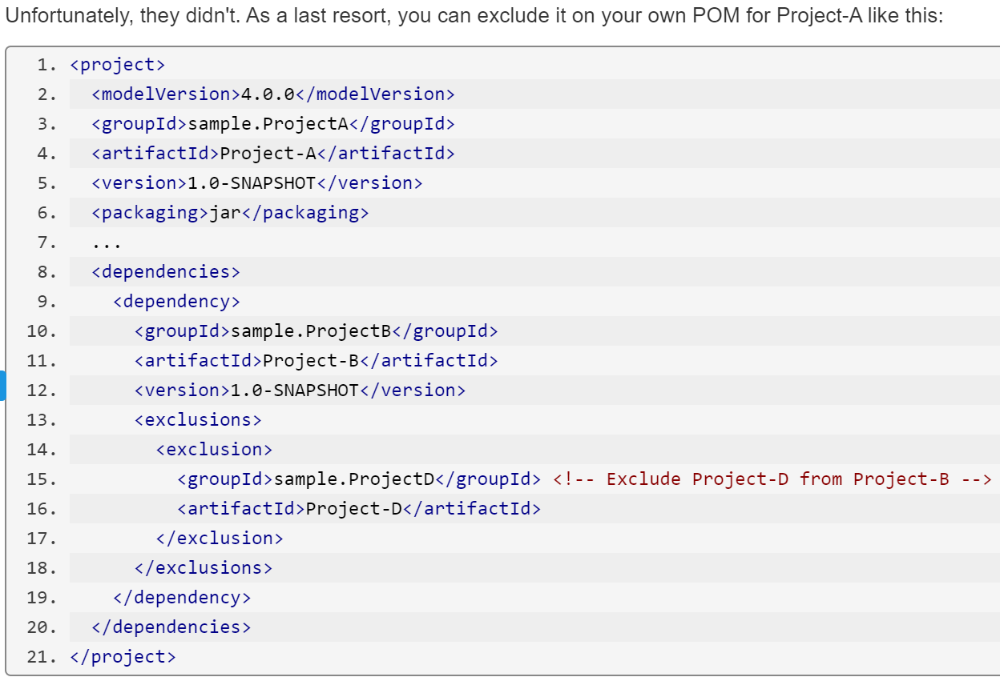 Unfortunately, they didn't. As a last resort, you can exclude it on your own POM for Project-A like this:
1. <project>
2.   <modelVersion>4.0.0</modelVersion>
3.   <groupId>sample.ProjectA</groupId>
4.   <artifactId>Project-A</artifactId>
5.   <version>1.0-SNAPSHOT</version>
6.   <packaging>jar</packaging>
7.   ...
8.   <dependencies>
9.     <dependency>
10.       <groupId>sample.ProjectB</groupId>
11.       <artifactId>Project-B</artifactId>
12.       <version>1.0-SNAPSHOT</version>
13.       <exclusions>
14.         <exclusion>
15.           <groupId>sample.ProjectD</groupId> <!-- Exclude Project-D from Project-B -->
16.           <artifactId>Project-D</artifactId>
17.         </exclusion>
18.       </exclusions>
19.     </dependency>
20.   </dependencies>
21. </project>